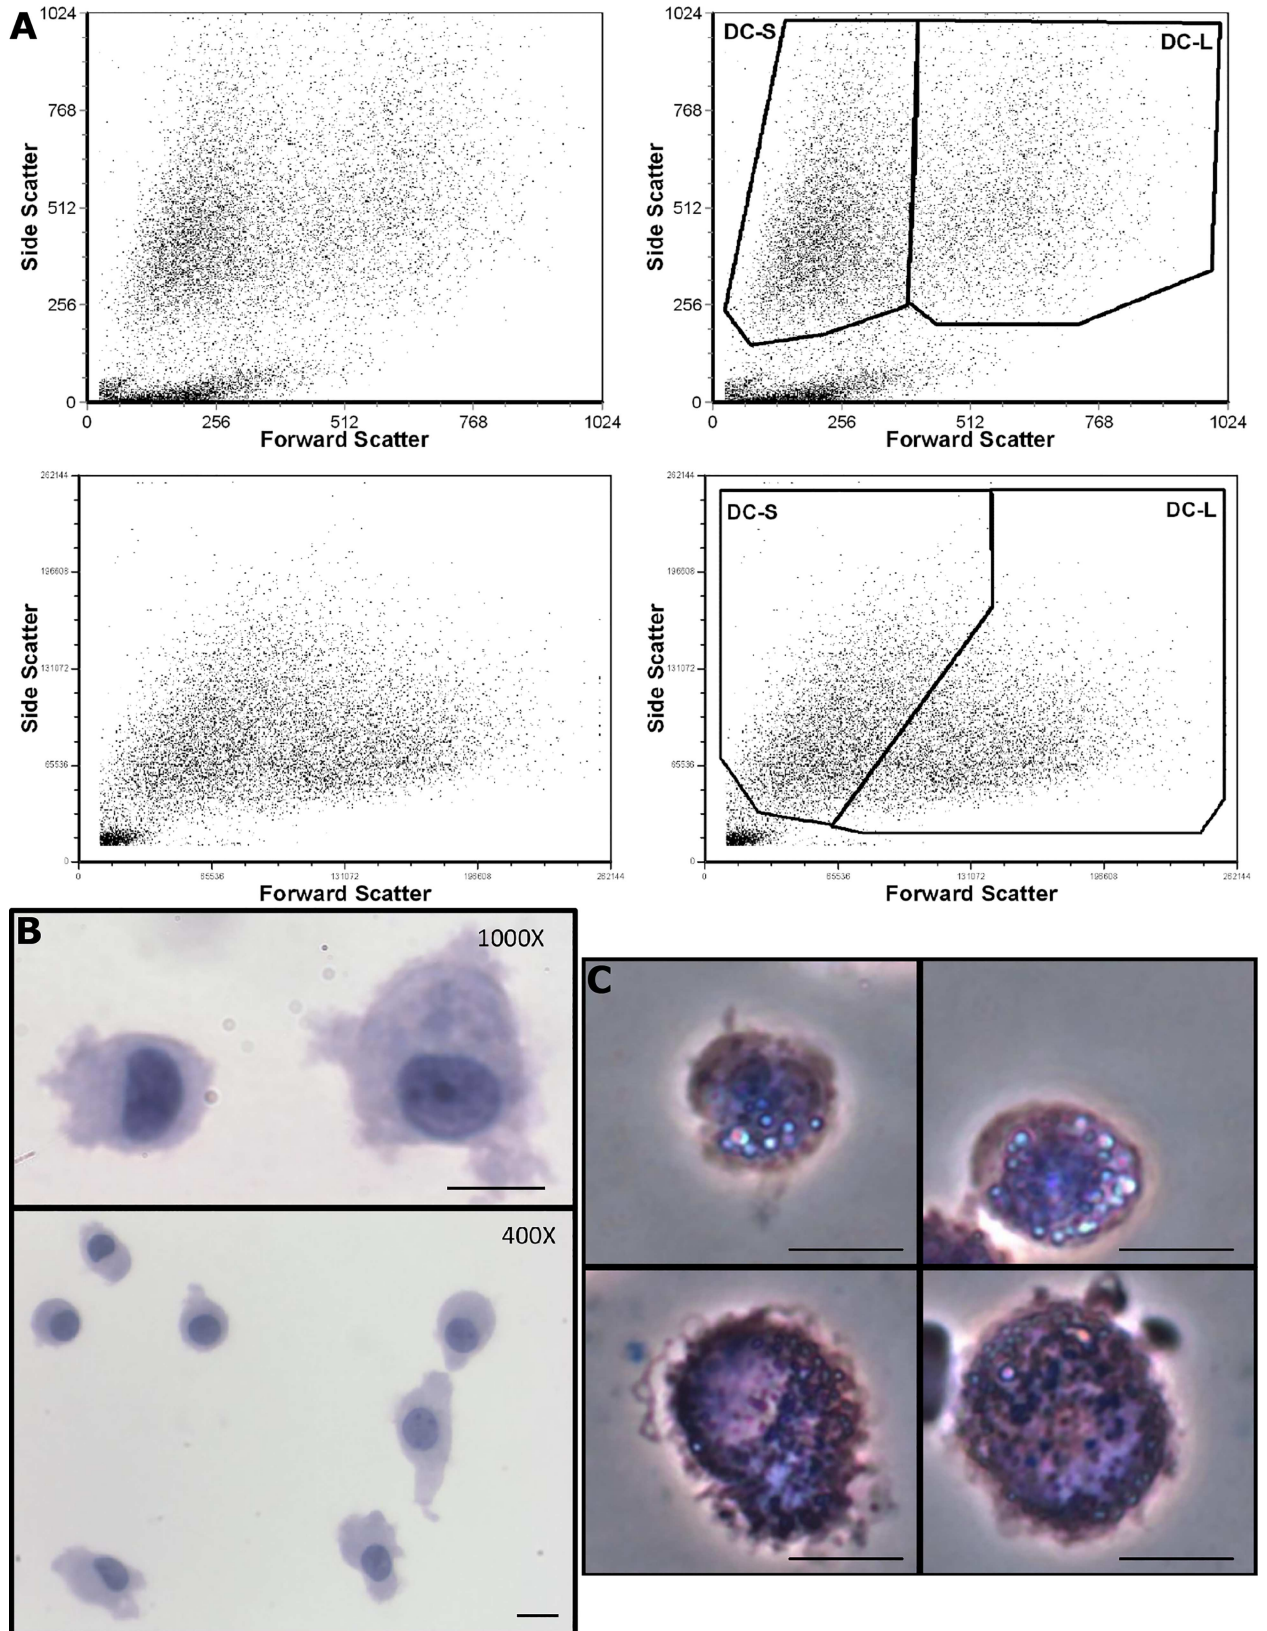 A
1024
768
512
256
0
Side Scatter
0 256 512 768 1024
Forward Scatter
1024
768
512
256
0
Side Scatter
DC-S
DC-L
0 256 512 768 1024
Forward Scatter
262144
196608
131072
65536
0
Side Scatter
0 65536 131072 196608 262144
Forward Scatter
262144
196608
131072
65536
0
Side Scatter
DC-S
DC-L
0 65536 131072 196608 262144
Forward Scatter
B
1000X
400X
C